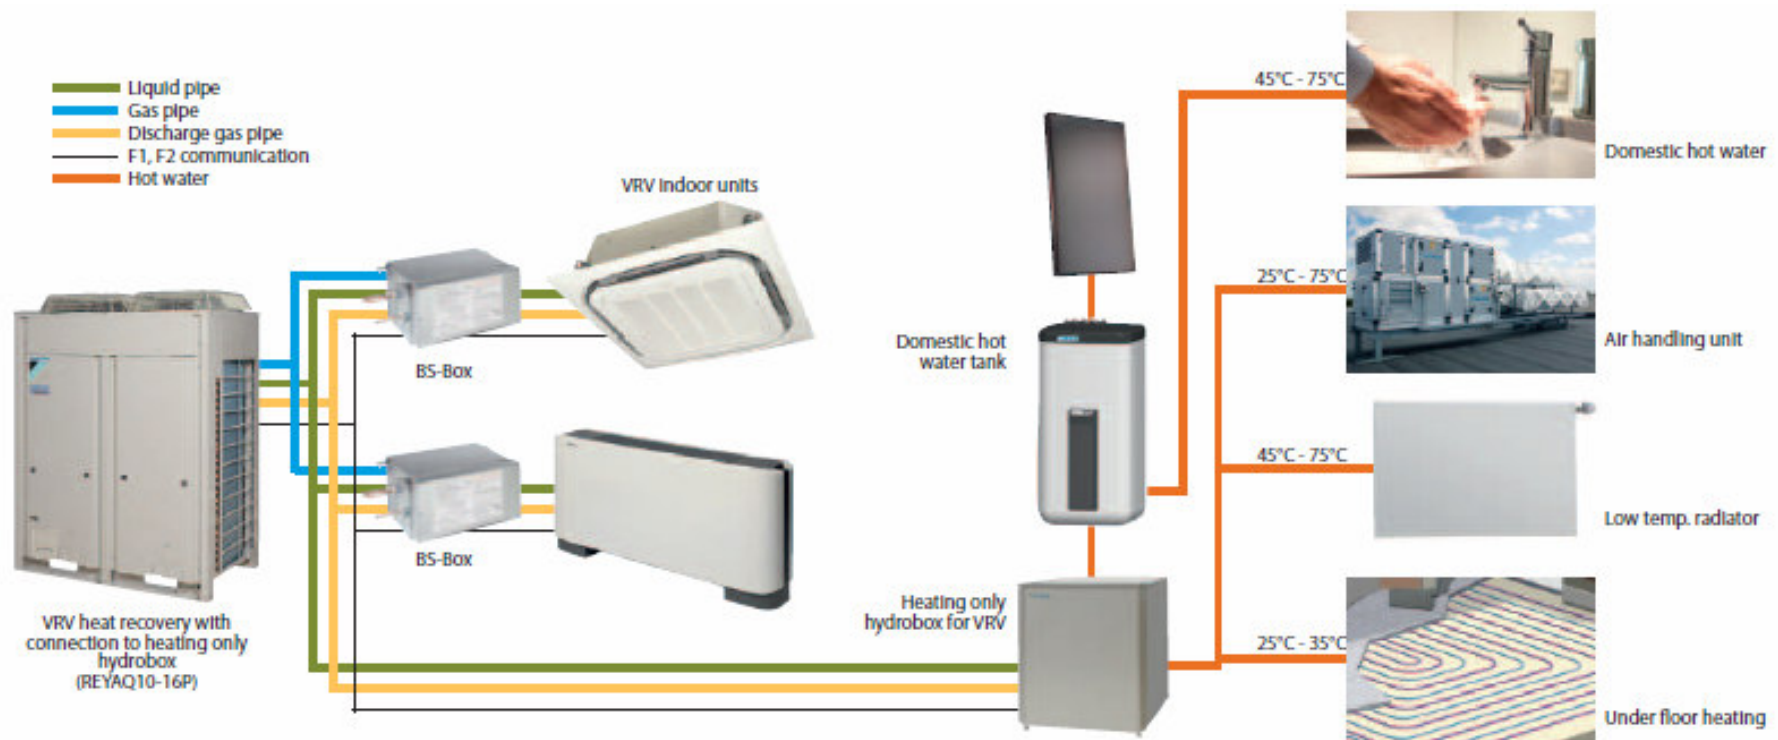 Liquid pipe
Gas pipe
Discharge gas pipe
F1, F2 communication
Hot water
VRV indoor units
BS-Box
BS-Box
VRV heat recovery with
connection to heating only
hydrobox
(REYAQ10-16P)
Domestic hot
water tank
Heating only
hydrobox for VRV
45°C - 75°C
Domestic hot water
25°C - 75°C
Air handling unit
45°C - 75°C
Low temp. radiator
25°C - 35°C
Under floor heating